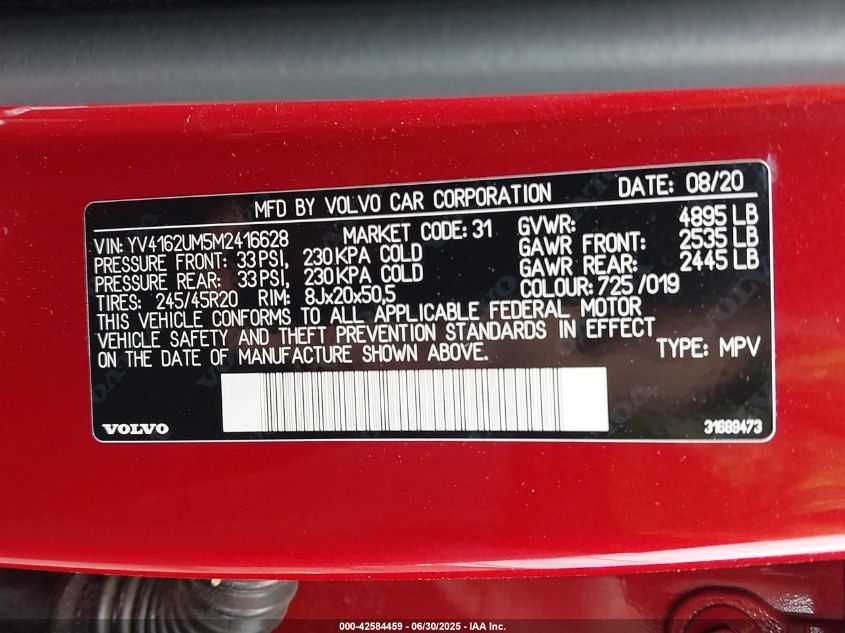 MFD BY VOLVO CAR CORPORATION DATE: 08/20
VIN: YV4162UM5M2416628 MARKET CODE: 31 GVWR: 4895 LB
PRESSURE FRONT: 33 PSI, 230 KPA COLD GAWR FRONT: 2535 LB
PRESSURE REAR: 33 PSI, 230 KPA COLD GAWR REAR: 2445 LB
TIRES: 245/45R20 RIM: 8Jx20x50,5 COLOUR: 725 /019
THIS VEHICLE CONFORMS TO ALL APPLICABLE FEDERAL MOTOR
VEHICLE SAFETY AND THEFT PREVENTION STANDARDS IN EFFECT
ON THE DATE OF MANUFACTURE SHOWN ABOVE. TYPE: MPV
VOLVO 31689473
000-42584459 - 06/30/2025 - IAA Inc.